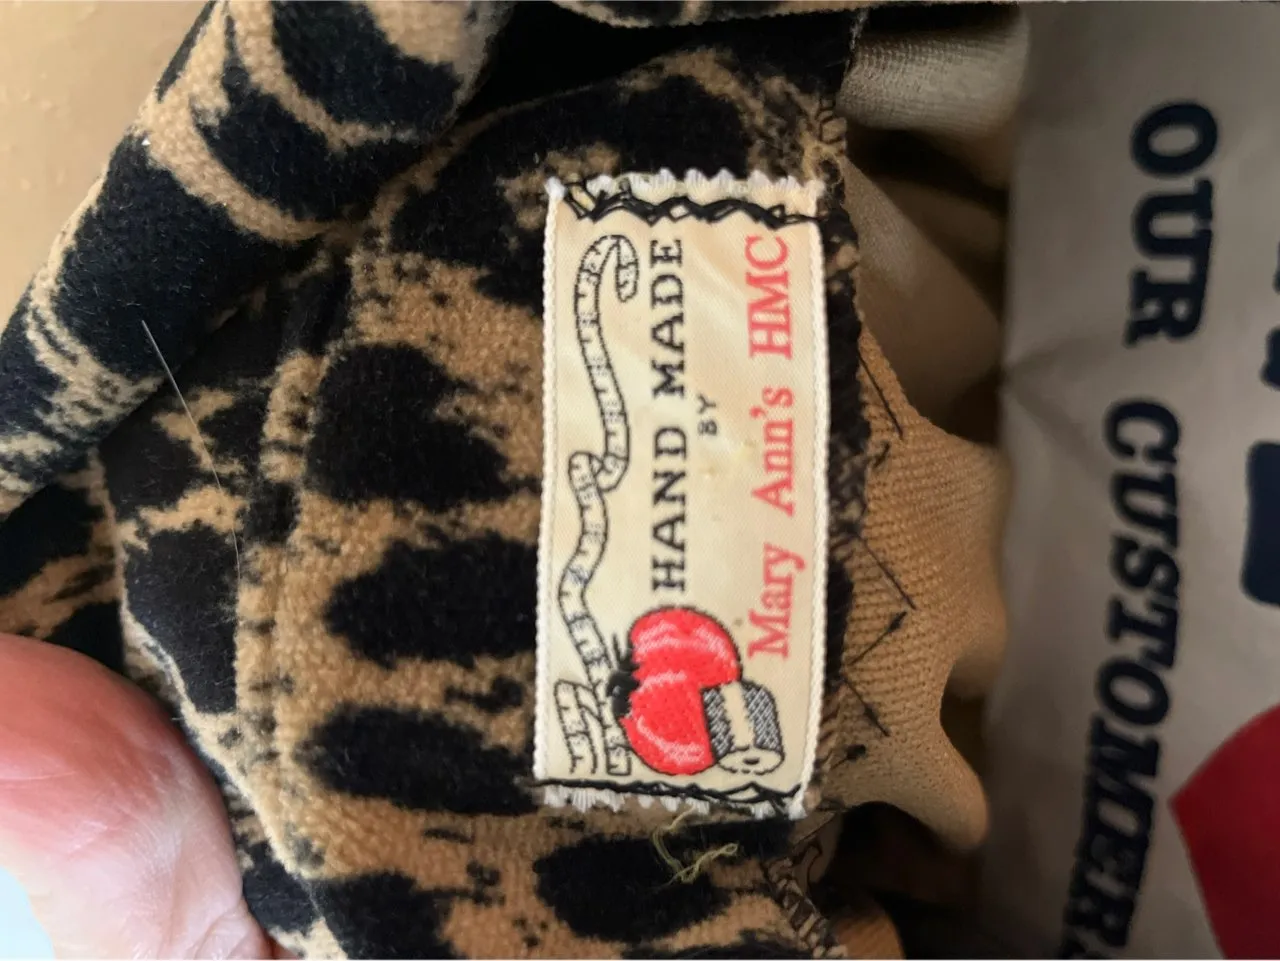 HAND MADE
BY
Mary Ann's HMC
OUR CUSTOMER